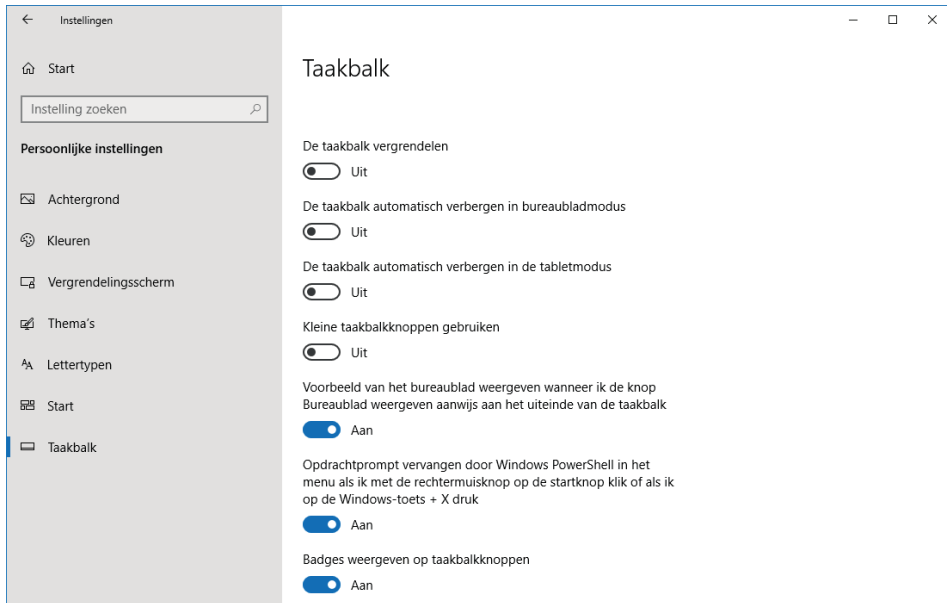 Instellingen
Start
Instelling zoeken
Persoonlijke instellingen
Achtergrond
Kleuren
Vergrendelingsscherm
Thema's
Lettertypen
Start
Taakbalk
Taakbalk
De taakbalk vergrendelen
Uit
De taakbalk automatisch verbergen in bureaubladmodus
Uit
De taakbalk automatisch verbergen in de tabletmodus
Uit
Kleine taakbalkknoppen gebruiken
Uit
Voorbeeld van het bureaublad weergeven wanneer ik de knop
Bureaublad weergeven aanwijs aan het uiteinde van de taakbalk
Aan
Opdrachtprompt vervangen door Windows PowerShell in het
menu als ik met de rechtermuisknop op de startknop klik of als ik
op de Windows-toets + X druk
Aan
Badges weergeven op taakbalkknoppen
Aan